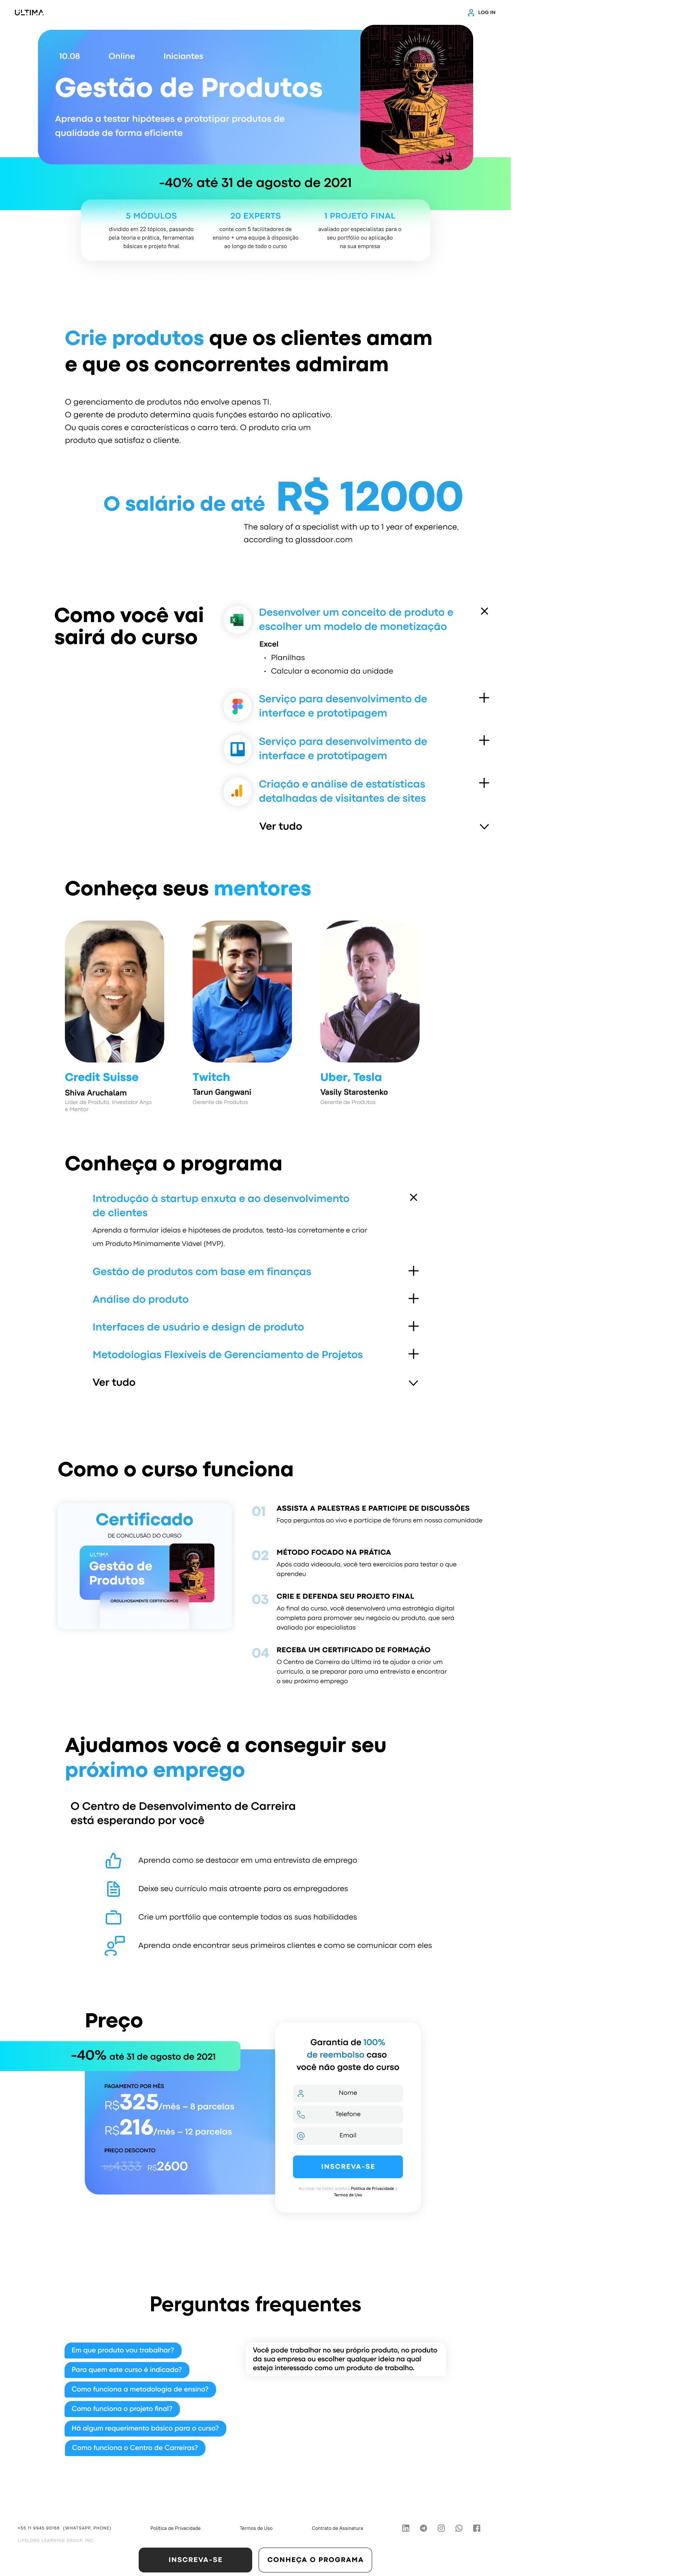 ULTIMA
LOG IN
10.08 Online Iniciantes
Gestão de Produtos
Aprenda a testar hipóteses e prototipar produtos de
qualidade de forma eficiente
-40% até 31 de agosto de 2021
5 MÓDULOS
dividido em 22 tópicos, passando
pela teoria e prática, ferramentas
básicas e projeto final
20 EXPERTS
conte com 5 facilitadores de
ensino + uma equipe à disposição
ao longo de todo o curso
1 PROJETO FINAL
avaliado por especialistas para o
seu portfólio ou aplicação
na sua empresa
Crie produtos que os clientes amam
e que os concorrentes admiram
O gerenciamento de produtos não envolve apenas TI.
O gerente de produto determina quais funções estarão no aplicativo.
Ou quais cores e características o carro terá. O produto cria um
produto que satisfaz o cliente.
O salário de até R$ 12000
The salary of a specialist with up to 1 year of experience,
according to glassdoor.com
Como você vai
sairá do curso
Desenvolver um conceito de produto e
escolher um modelo de monetização
Excel
• Planilhas
• Calcular a economia da unidade
Serviço para desenvolvimento de
interface e prototipagem
Serviço para desenvolvimento de
interface e prototipagem
Criação e análise de estatísticas
detalhadas de visitantes de sites
Ver tudo
Conheça seus mentores
Credit Suisse
Shiva Aruchalam
Líder de Produto, Investidor Anjo
e Mentor
Twitch
Tarun Gangwani
Gerente de Produtos
Uber, Tesla
Vasily Starostenko
Gerente de Produtos
Conheça o programa
Introdução à startup enxuta e ao desenvolvimento
de clientes
Aprenda a formular ideias e hipóteses de produtos, testá-las corretamente e criar
um Produto Minimamente Viável (MVP).
Gestão de produtos com base em finanças
Análise do produto
Interfaces de usuário e design de produto
Metodologias Flexíveis de Gerenciamento de Projetos
Ver tudo
Como o curso funciona
Certificado
DE CONCLUSÃO DO CURSO
ULTIMA
Gestão de
Produtos
ORGULHOSAMENTE CERTIFICAMOS
01 ASSISTA A PALESTRAS E PARTICIPE DE DISCUSSÕES
Faça perguntas ao vivo e participe de fóruns em nossa comunidade
02 MÉTODO FOCADO NA PRÁTICA
Após cada videoaula, você terá exercícios para testar o que
aprendeu
03 CRIE E DEFENDA SEU PROJETO FINAL
Ao final do curso, você desenvolverá uma estratégia digital
completa para promover seu negócio ou produto, que será
avaliado por especialistas
04 RECEBA UM CERTIFICADO DE FORMAÇÃO
O Centro de Carreira da Ultima irá te ajudar a criar um
currículo, a se preparar para uma entrevista e encontrar
o seu próximo emprego
Ajudamos você a conseguir seu
próximo emprego
O Centro de Desenvolvimento de Carreira
está esperando por você
Aprenda como se destacar em uma entrevista de emprego
Deixe seu currículo mais atraente para os empregadores
Crie um portfólio que contemple todas as suas habilidades
Aprenda onde encontrar seus primeiros clientes e como se comunicar com eles
Preço
-40% até 31 de agosto de 2021
PAGAMENTO POR MÊS
R$325/mês – 8 parcelas
R$216/mês – 12 parcelas
PREÇO DESCONTO
R$4333 R$2600
Garantia de 100%
de reembolso caso
você não goste do curso
Nome
Telefone
Email
INSCREVA-SE
Política de Privacidade
Termos de Uso
Perguntas frequentes
Em que produto vou trabalhar?
Para quem este curso é indicado?
Como funciona a metodologia de ensino?
Como funciona o projeto final?
Há algum requerimento básico para o curso?
Como funciona o Centro de Carreiras?
Você pode trabalhar no seu próprio produto, no produto
da sua empresa ou escolher qualquer ideia na qual
esteja interessado como um produto de trabalho.
+55 11 9945 90168 (WHATSAPP, PHONE)
Política de Privacidade
Termos de Uso
Contrato de Assinatura
LIFELONG LEARNING GROUP, INC.
INSCREVA-SE
CONHEÇA O PROGRAMA